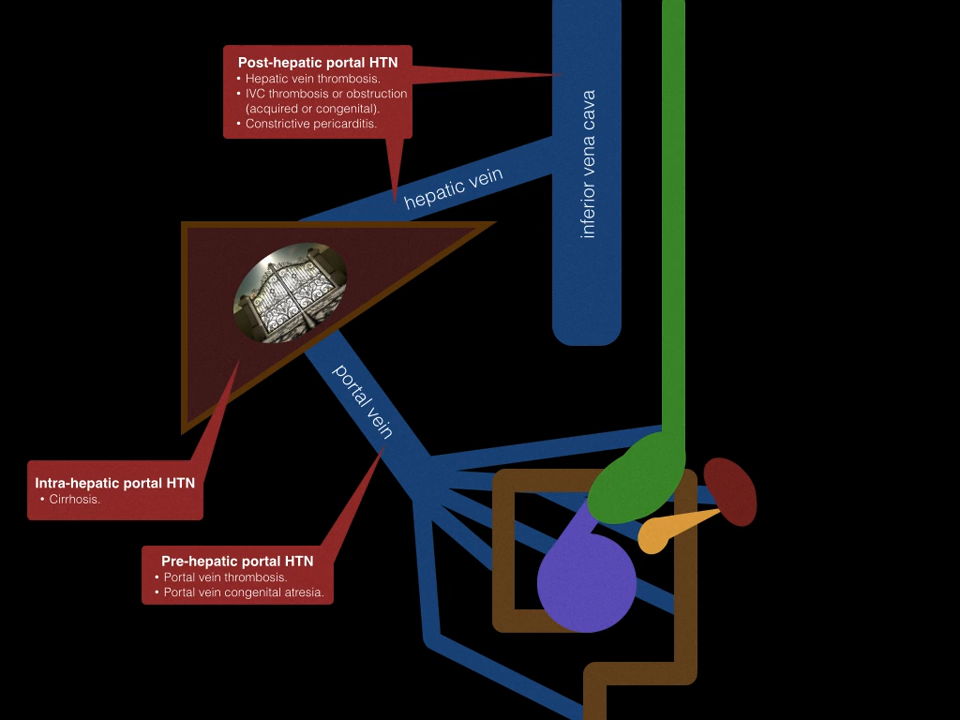 Post-hepatic portal HTN
• Hepatic vein thrombosis.
• IVC thrombosis or obstruction
(acquired or congenital).
• Constrictive pericarditis.
hepatic vein
inferior vena cava
portal vein
Intra-hepatic portal HTN
• Cirrhosis.
Pre-hepatic portal HTN
• Portal vein thrombosis.
• Portal vein congenital atresia.